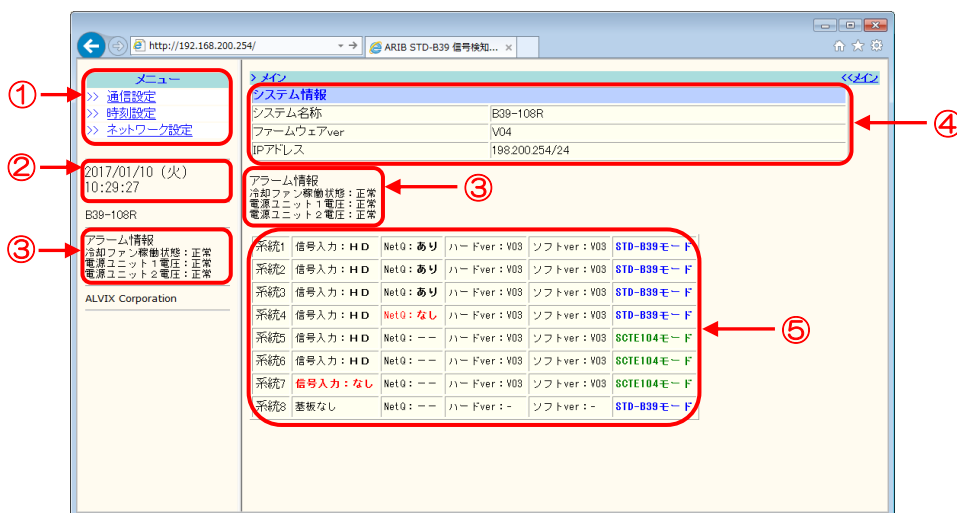 http://192.168.200.254/
ARIB STD-B39 信号検知...
①
メニュー
>> 通信設定
>> 時刻設定
>> ネットワーク設定
②
2017/01/10 (火)
10:29:27
B39-108R
③
アラーム情報
冷却ファン稼働状態：正常
電源ユニット１電圧：正常
電源ユニット２電圧：正常
ALVIX Corporation
> メイン <<メイン
システム情報
システム名称 B39-108R
ファームウェアver V04
IPアドレス 198.200.254/24
④
アラーム情報
冷却ファン稼働状態：正常
電源ユニット１電圧：正常
電源ユニット２電圧：正常
③
系統1 信号入力：ＨＤ NetQ：あり ハードver：V03 ソフトver：V03 STD-B39モード
系統2 信号入力：ＨＤ NetQ：あり ハードver：V03 ソフトver：V03 STD-B39モード
系統3 信号入力：ＨＤ NetQ：あり ハードver：V03 ソフトver：V03 STD-B39モード
系統4 信号入力：ＨＤ NetQ：なし ハードver：V03 ソフトver：V03 STD-B39モード
系統5 信号入力：ＨＤ NetQ：－－ ハードver：V03 ソフトver：V03 SCTE104モード
系統6 信号入力：ＨＤ NetQ：－－ ハードver：V03 ソフトver：V03 SCTE104モード
系統7 信号入力：なし NetQ：－－ ハードver：V03 ソフトver：V03 SCTE104モード
系統8 基板なし NetQ：－－ ハードver：- ソフトver：- STD-B39モード
⑤